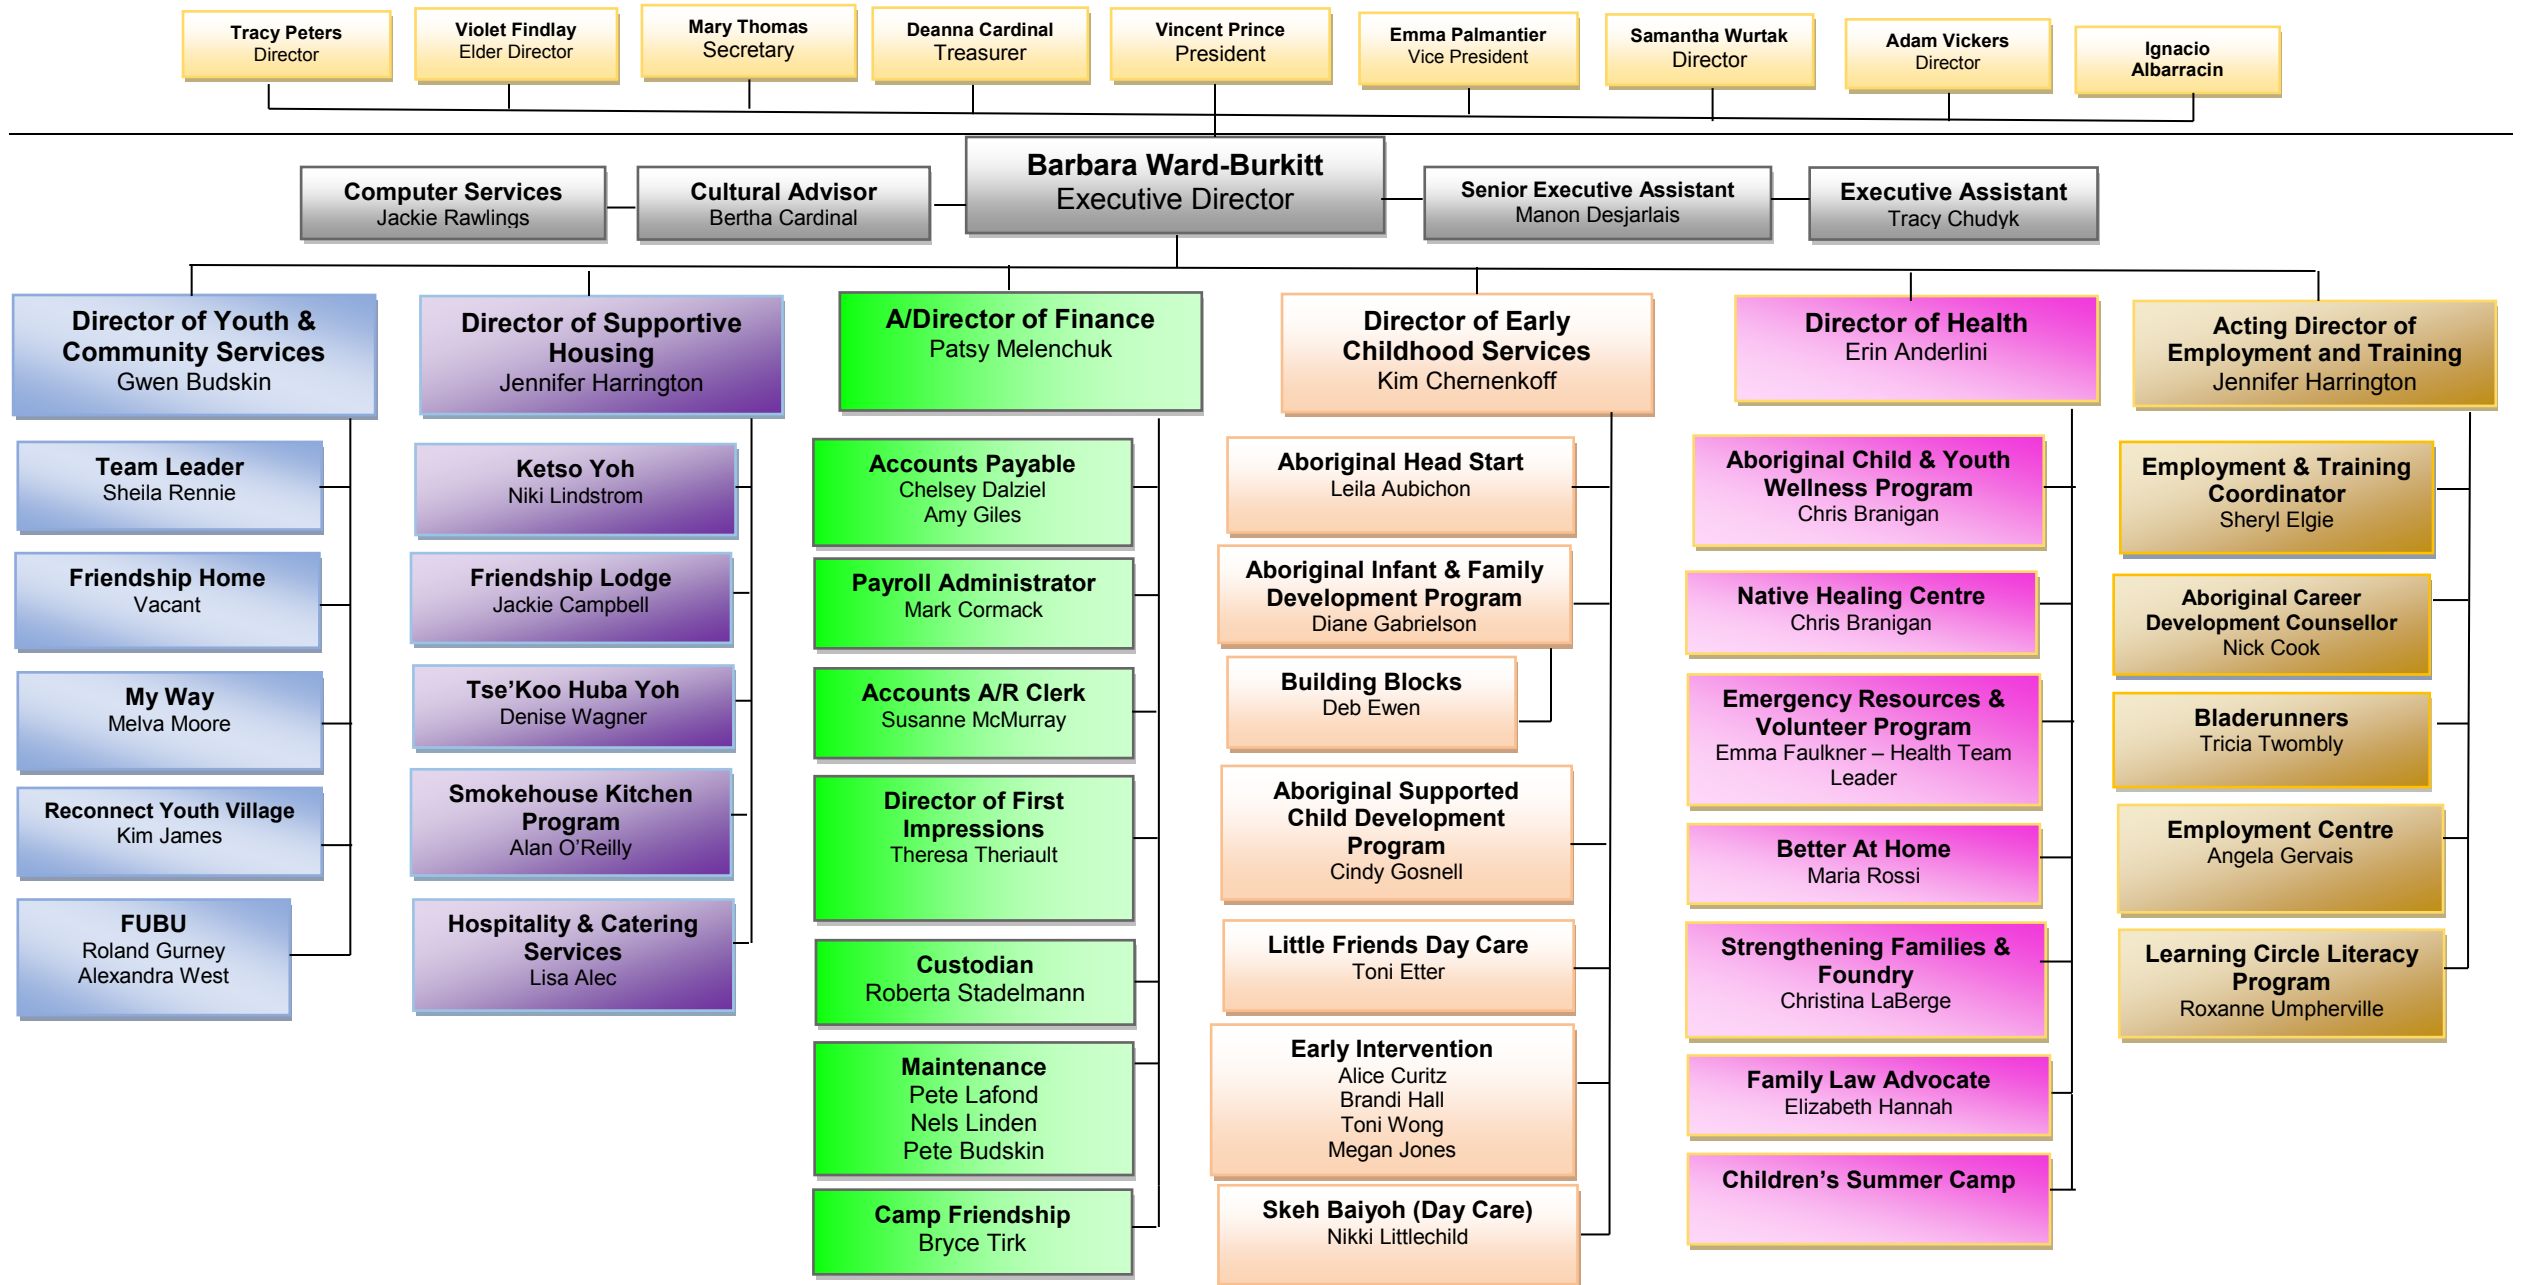 Tracy Peters
Director
Violet Findlay
Elder Director
Mary Thomas
Secretary
Deanna Cardinal
Treasurer
Vincent Prince
President
Emma Palmantier
Vice President
Samantha Wurtak
Director
Adam Vickers
Director
Ignacio
Albarracin
Computer Services
Jackie Rawlings
Cultural Advisor
Bertha Cardinal
Barbara Ward-Burkitt
Executive Director
Senior Executive Assistant
Manon Desjarlais
Executive Assistant
Tracy Chudyk
Director of Youth &
Community Services
Gwen Budskin
Team Leader
Sheila Rennie
Friendship Home
Vacant
My Way
Melva Moore
Reconnect Youth Village
Kim James
FUBU
Roland Gurney
Alexandra West
Director of Supportive
Housing
Jennifer Harrington
Ketso Yoh
Niki Lindstrom
Friendship Lodge
Jackie Campbell
Tse’Koo Huba Yoh
Denise Wagner
Smokehouse Kitchen
Program
Alan O’Reilly
Hospitality & Catering
Services
Lisa Alec
A/Director of Finance
Patsy Melenchuk
Accounts Payable
Chelsey Dalziel
Amy Giles
Payroll Administrator
Mark Cormack
Accounts A/R Clerk
Susanne McMurray
Director of First
Impressions
Theresa Theriault
Custodian
Roberta Stadelmann
Maintenance
Pete Lafond
Nels Linden
Pete Budskin
Camp Friendship
Bryce Tirk
Director of Early
Childhood Services
Kim Chernenkoff
Aboriginal Head Start
Leila Aubichon
Aboriginal Infant & Family
Development Program
Diane Gabrielson
Building Blocks
Deb Ewen
Aboriginal Supported
Child Development
Program
Cindy Gosnell
Little Friends Day Care
Toni Etter
Early Intervention
Alice Curitz
Brandi Hall
Toni Wong
Megan Jones
Skeh Baiyoh (Day Care)
Nikki Littlechild
Director of Health
Erin Anderlini
Aboriginal Child & Youth
Wellness Program
Chris Branigan
Native Healing Centre
Chris Branigan
Emergency Resources &
Volunteer Program
Emma Faulkner – Health Team
Leader
Better At Home
Maria Rossi
Strengthening Families &
Foundry
Christina LaBerge
Family Law Advocate
Elizabeth Hannah
Children’s Summer Camp
Acting Director of
Employment and Training
Jennifer Harrington
Employment & Training
Coordinator
Sheryl Elgie
Aboriginal Career
Development Counsellor
Nick Cook
Bladerunners
Tricia Twombly
Employment Centre
Angela Gervais
Learning Circle Literacy
Program
Roxanne Umpherville